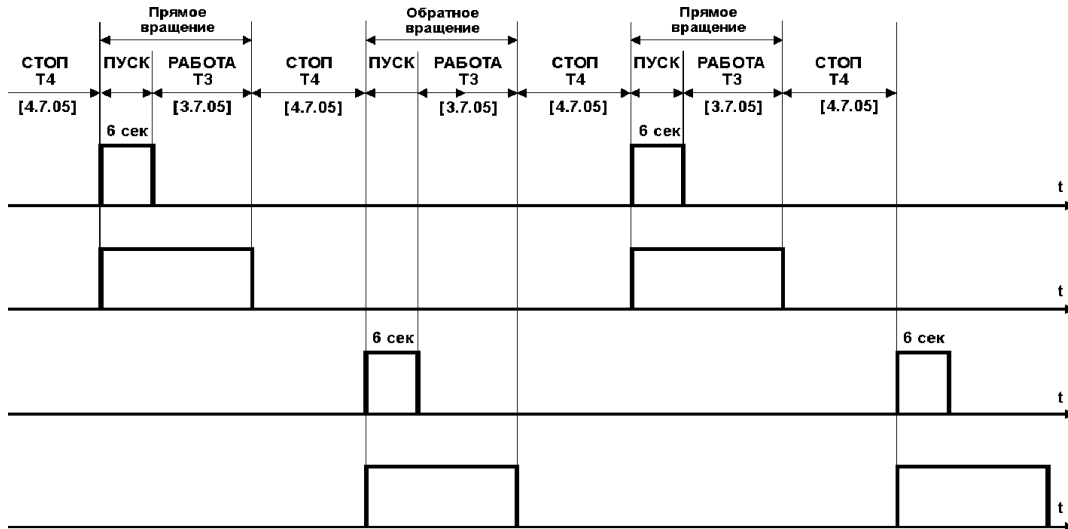 Прямое
вращение
Обратное
вращение
Прямое
вращение
СТОП ПУСК РАБОТА СТОП ПУСК РАБОТА СТОП ПУСК РАБОТА СТОП
Т4 Т3 Т4 Т3 Т4 Т3 Т4
[4.7.05] [3.7.05] [4.7.05] [3.7.05] [4.7.05] [3.7.05] [4.7.05]
6 сек 6 сек
t
t
6 сек 6 сек
t
t